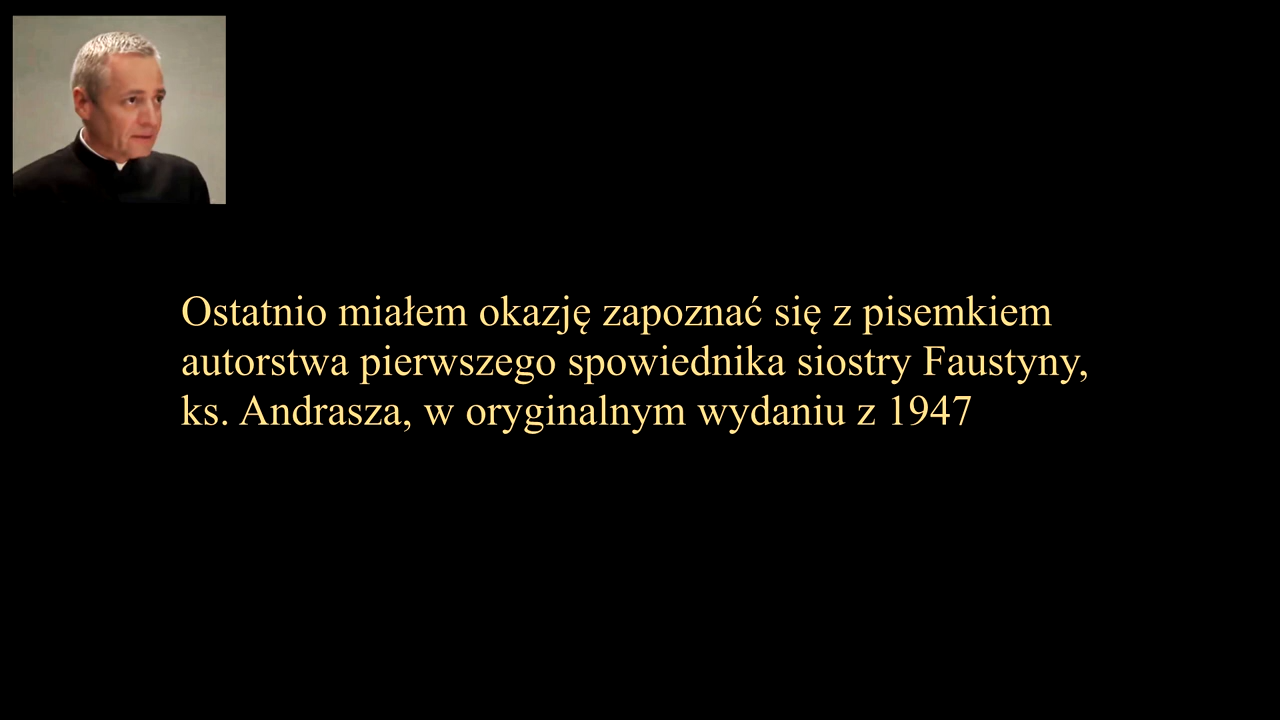 Ostatnio miałem okazję zapoznać się z pisemkiem
autorstwa pierwszego spowiednika siostry Faustyny,
ks. Andrasza, w oryginalnym wydaniu z 1947